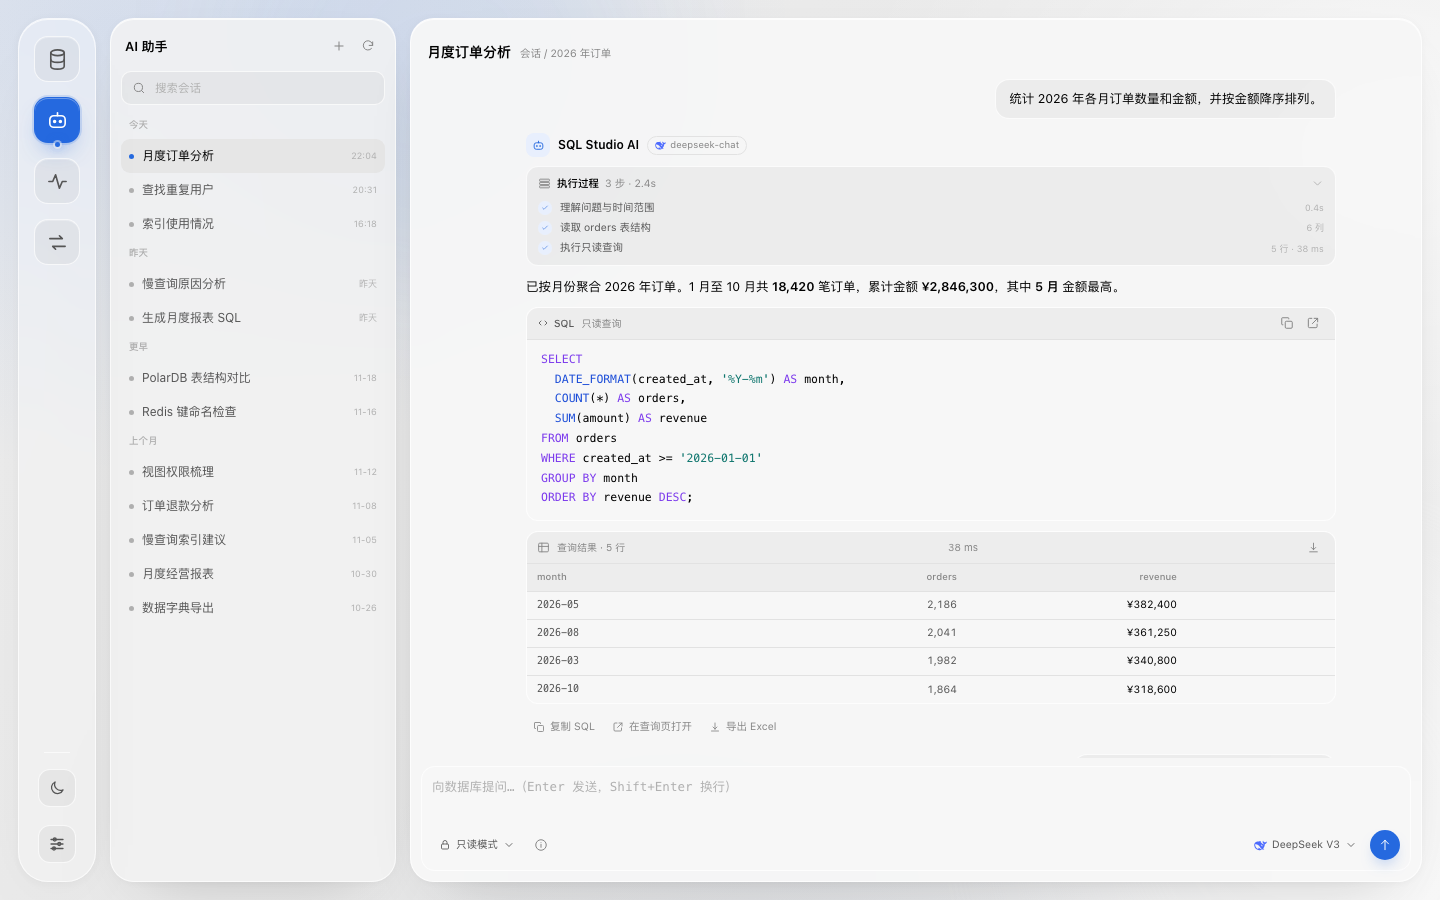 AI 助手
搜索会话
今天
月度订单分析 22:04
查找重复用户 20:31
索引使用情况 16:18
昨天
慢查询原因分析 昨天
生成月度报表 SQL 昨天
更早
PolarDB 表结构对比 11-18
Redis 键命名检查 11-16
上个月
视图权限梳理 11-12
订单退款分析 11-08
慢查询索引建议 11-05
月度经营报表 10-30
数据字典导出 10-26
月度订单分析 会话 / 2026 年订单
统计 2026 年各月订单数量和金额，并按金额降序排列。
SQL Studio AI deepseek-chat
执行过程 3 步 · 2.4s
理解问题与时间范围 0.4s
读取 orders 表结构 6 列
执行只读查询 5 行 · 38 ms
已按月份聚合 2026 年订单。1 月至 10 月共 18,420 笔订单，累计金额 ¥2,846,300，其中 5 月 金额最高。
SQL 只读查询
SELECT
DATE_FORMAT(created_at, '%Y-%m') AS month,
COUNT(*) AS orders,
SUM(amount) AS revenue
FROM orders
WHERE created_at >= '2026-01-01'
GROUP BY month
ORDER BY revenue DESC;
查询结果 · 5 行 38 ms
month orders revenue
2026-05 2,186 ¥382,400
2026-08 2,041 ¥361,250
2026-03 1,982 ¥340,800
2026-10 1,864 ¥318,600
复制 SQL 在查询页打开 导出 Excel
向数据库提问…（Enter 发送，Shift+Enter 换行）
只读模式 DeepSeek V3